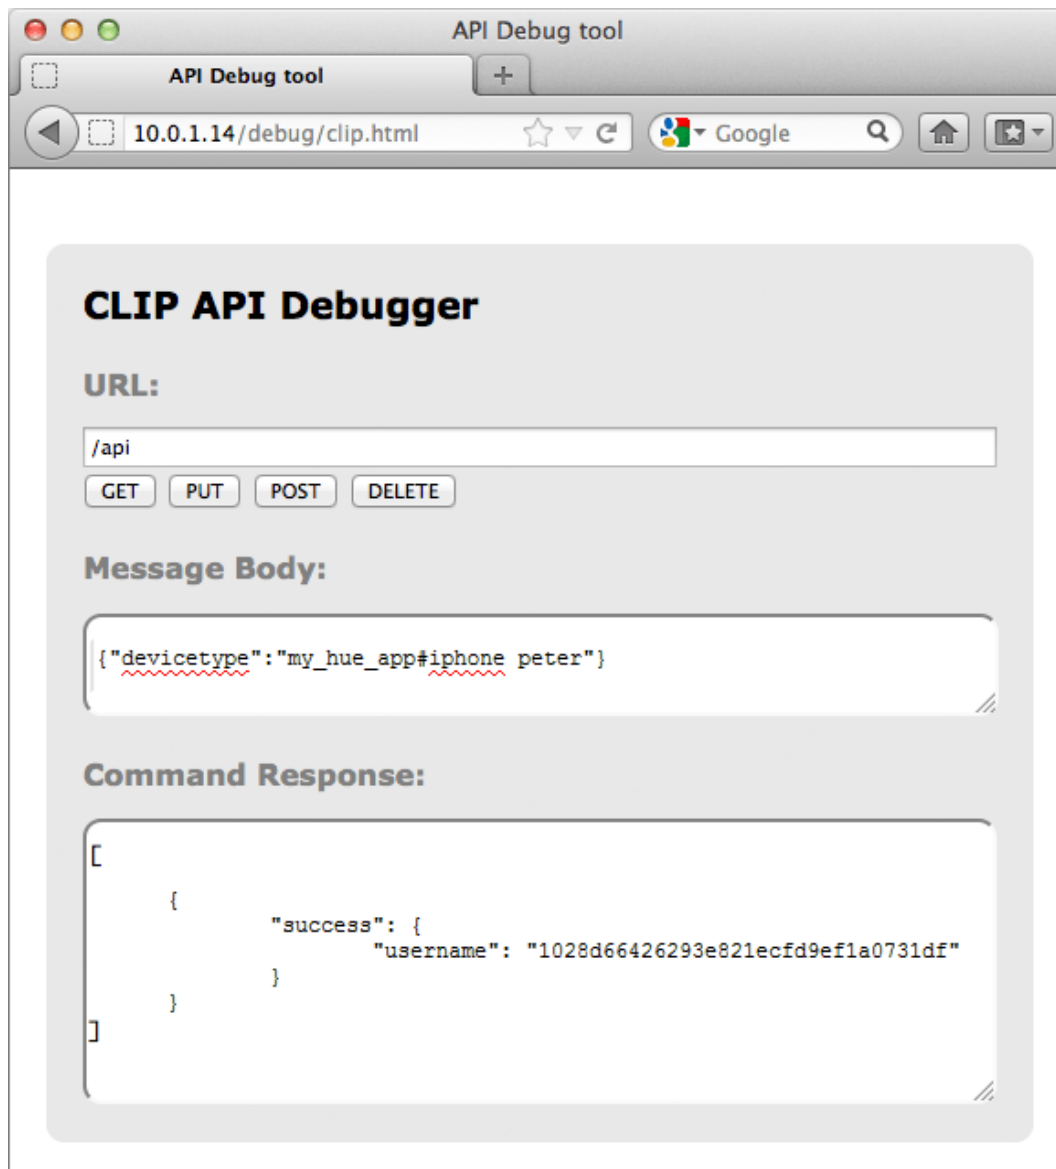 API Debug tool
API Debug tool
10.0.1.14/debug/clip.html Google
CLIP API Debugger
URL:
/api
GET PUT POST DELETE
Message Body:
{"devicetype":"my_hue_app#iphone peter"}
Command Response:
[
{
"success": {
"username": "1028d66426293e821ecfd9ef1a0731df"
}
}
]